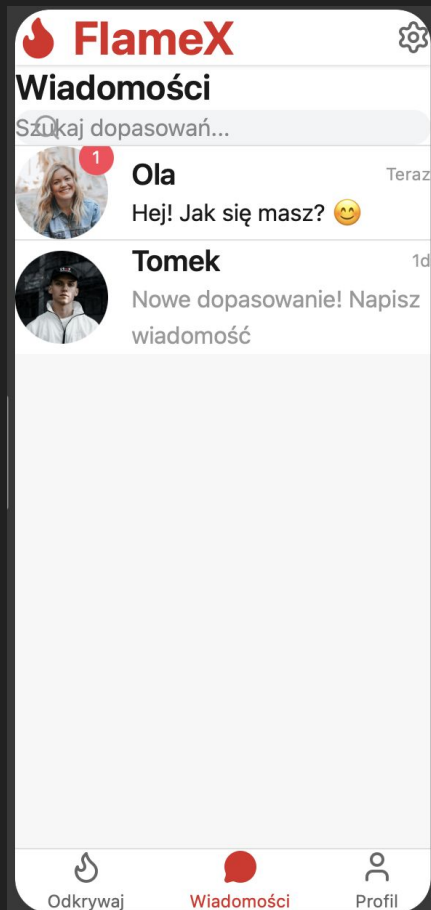 FlameX
Wiadomości
Szukaj dopasowań...
1
Ola
Teraz
Hej! Jak się masz? 😊
Tomek
1d
Nowe dopasowanie! Napisz
wiadomość
Odkrywaj
Wiadomości
Profil